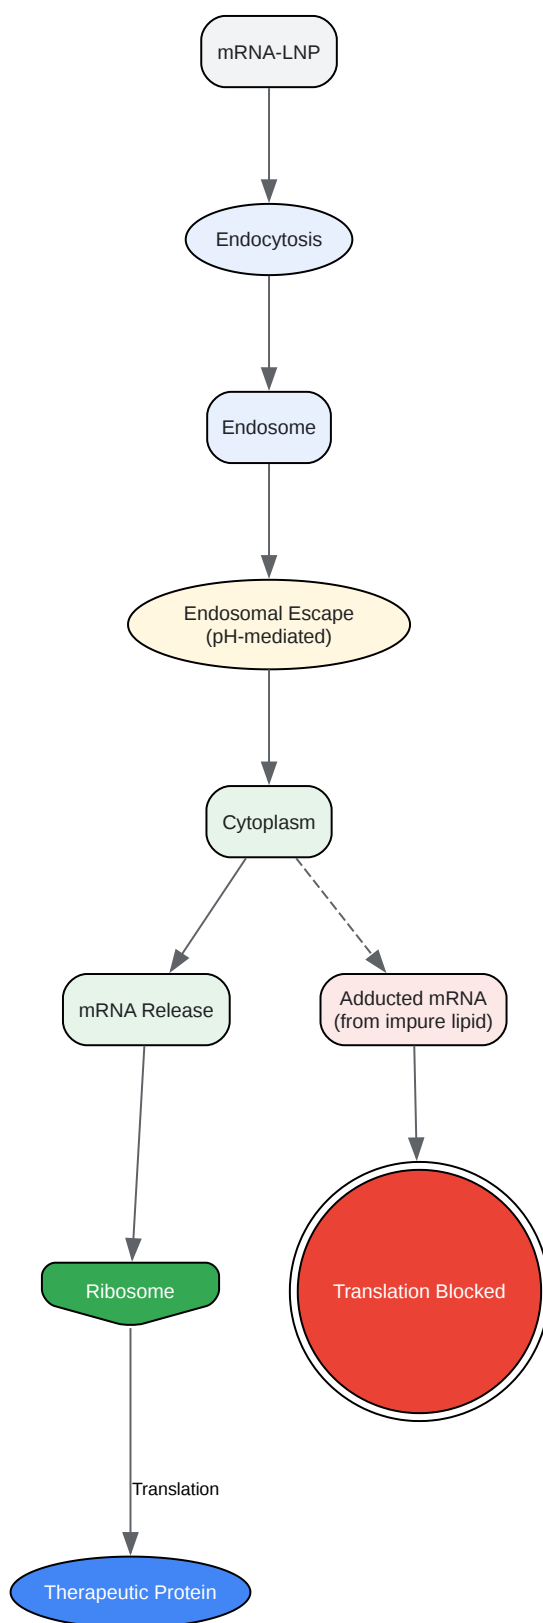 mRNA-LNP
Endocytosis
Endosome
Endosomal Escape
(pH-mediated)
Cytoplasm
mRNA Release
Adducted mRNA
(from impure lipid)
Ribosome
Translation Blocked
Translation
Therapeutic Protein